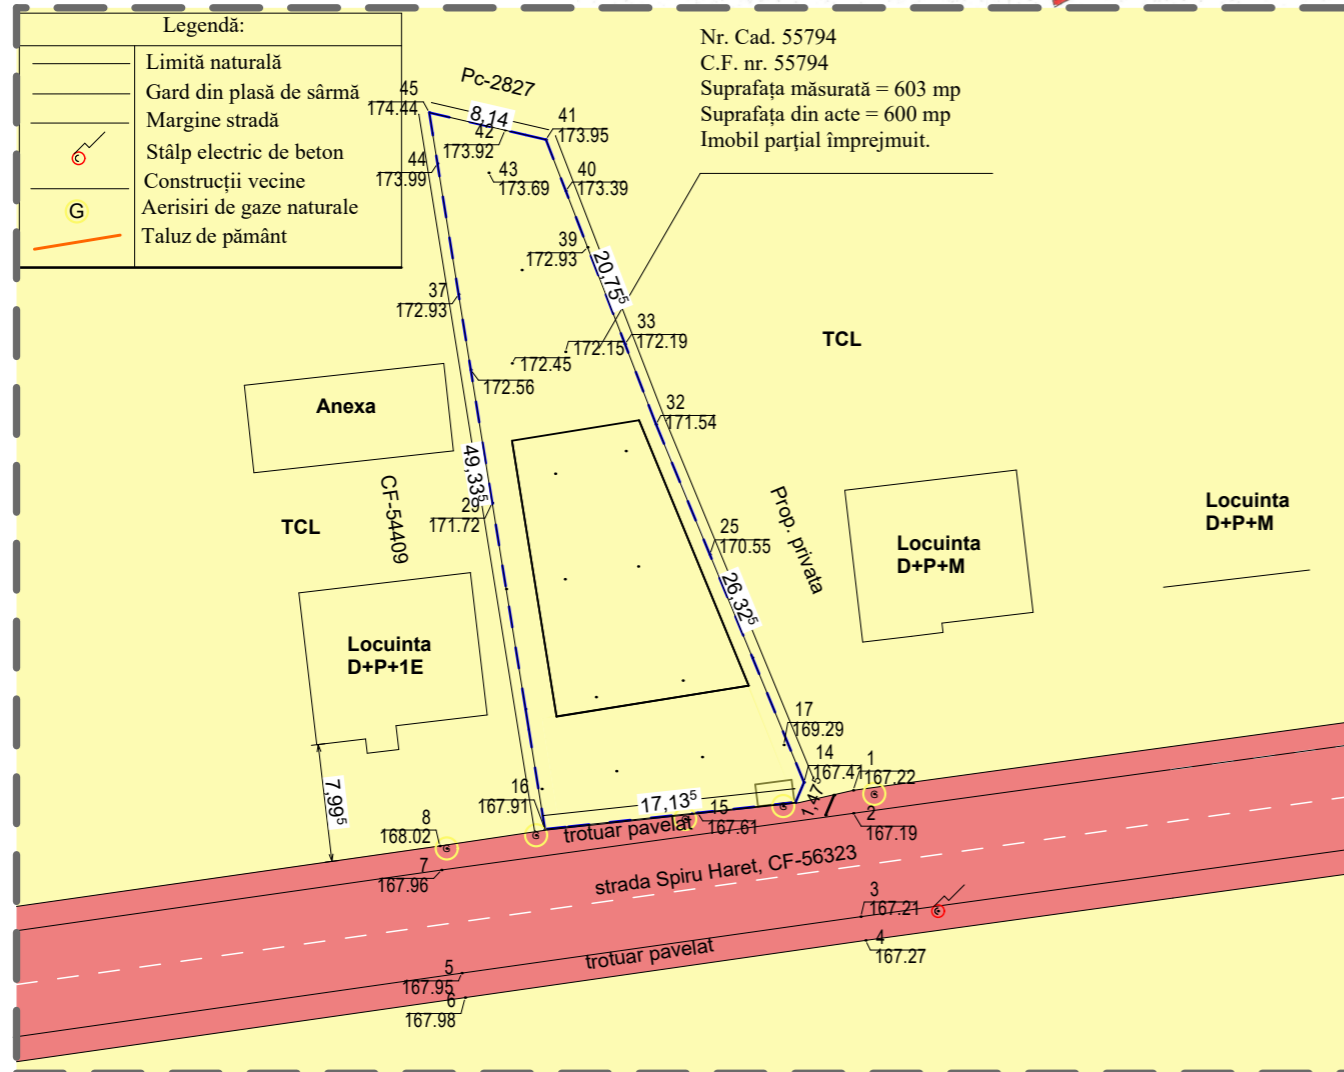 Legendă:
Limită naturală
Gard din plasă de sârmă
Margine stradă
Stâlp electric de beton
Construcții vecine
G Aerisiri de gaze naturale
Taluz de pământ
Nr. Cad. 55794
C.F. nr. 55794
Suprafața măsurată = 603 mp
Suprafața din acte = 600 mp
Imobil parțial împrejmuit.
Pc-2827
45
174.44
8,14
41
173.95
42
173.92
44
173.99
43
173.69
40
173.39
39
172.93
20,75⁵
37
172.93
33
172.19
172.15
172.45
172.56
TCL
Anexa
32
171.54
49,33⁵
CF-54409
29
171.72
TCL
25
170.55
Prop. privata
26,32⁵
Locuinta
D+P+M
Locuinta
D+P+M
Locuinta
D+P+1E
17
169.29
14
167.41
1
167.22
16
167.91
17,13⁵
15
167.61
1,47⁵
2
167.19
7,99⁵
8
168.02
7
167.96
trotuar pavelat
strada Spiru Haret, CF-56323
3
167.21
4
167.27
trotuar pavelat
5
167.95
6
167.98